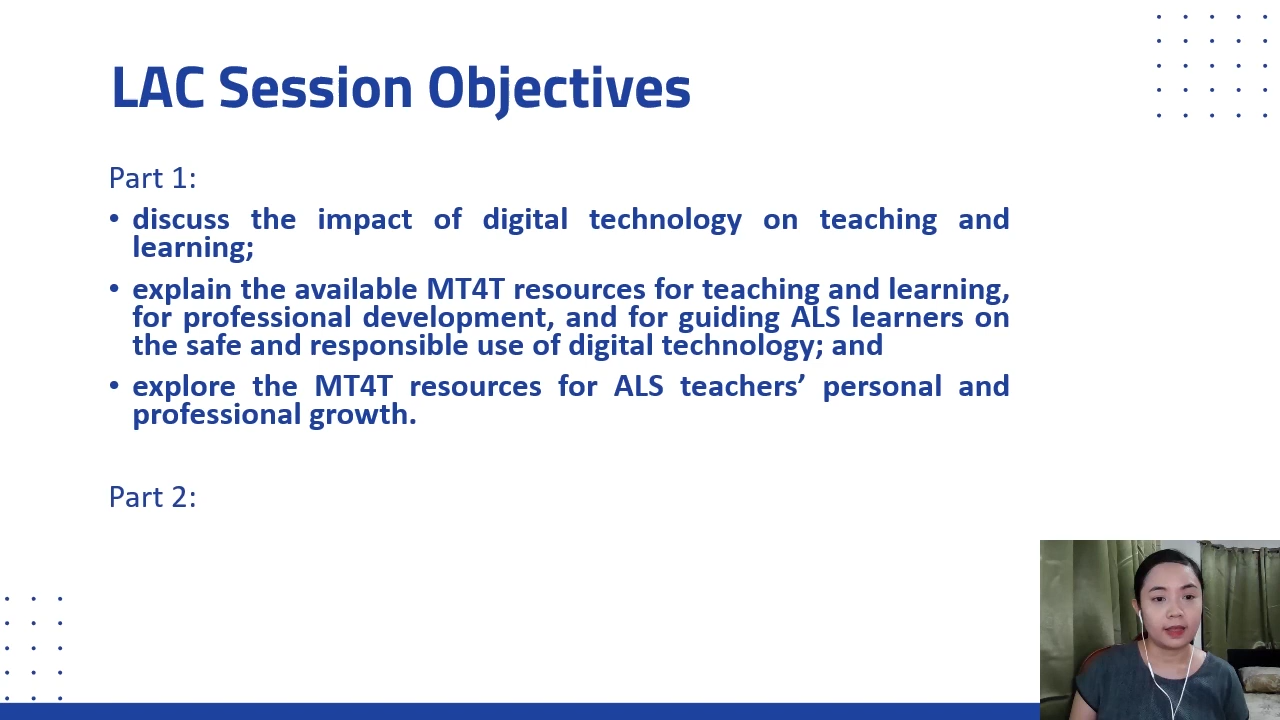 LAC Session Objectives
Part 1:
• discuss the impact of digital technology on teaching and
learning;
• explain the available MT4T resources for teaching and learning,
for professional development, and for guiding ALS learners on
the safe and responsible use of digital technology; and
• explore the MT4T resources for ALS teachers’ personal and
professional growth.
Part 2: